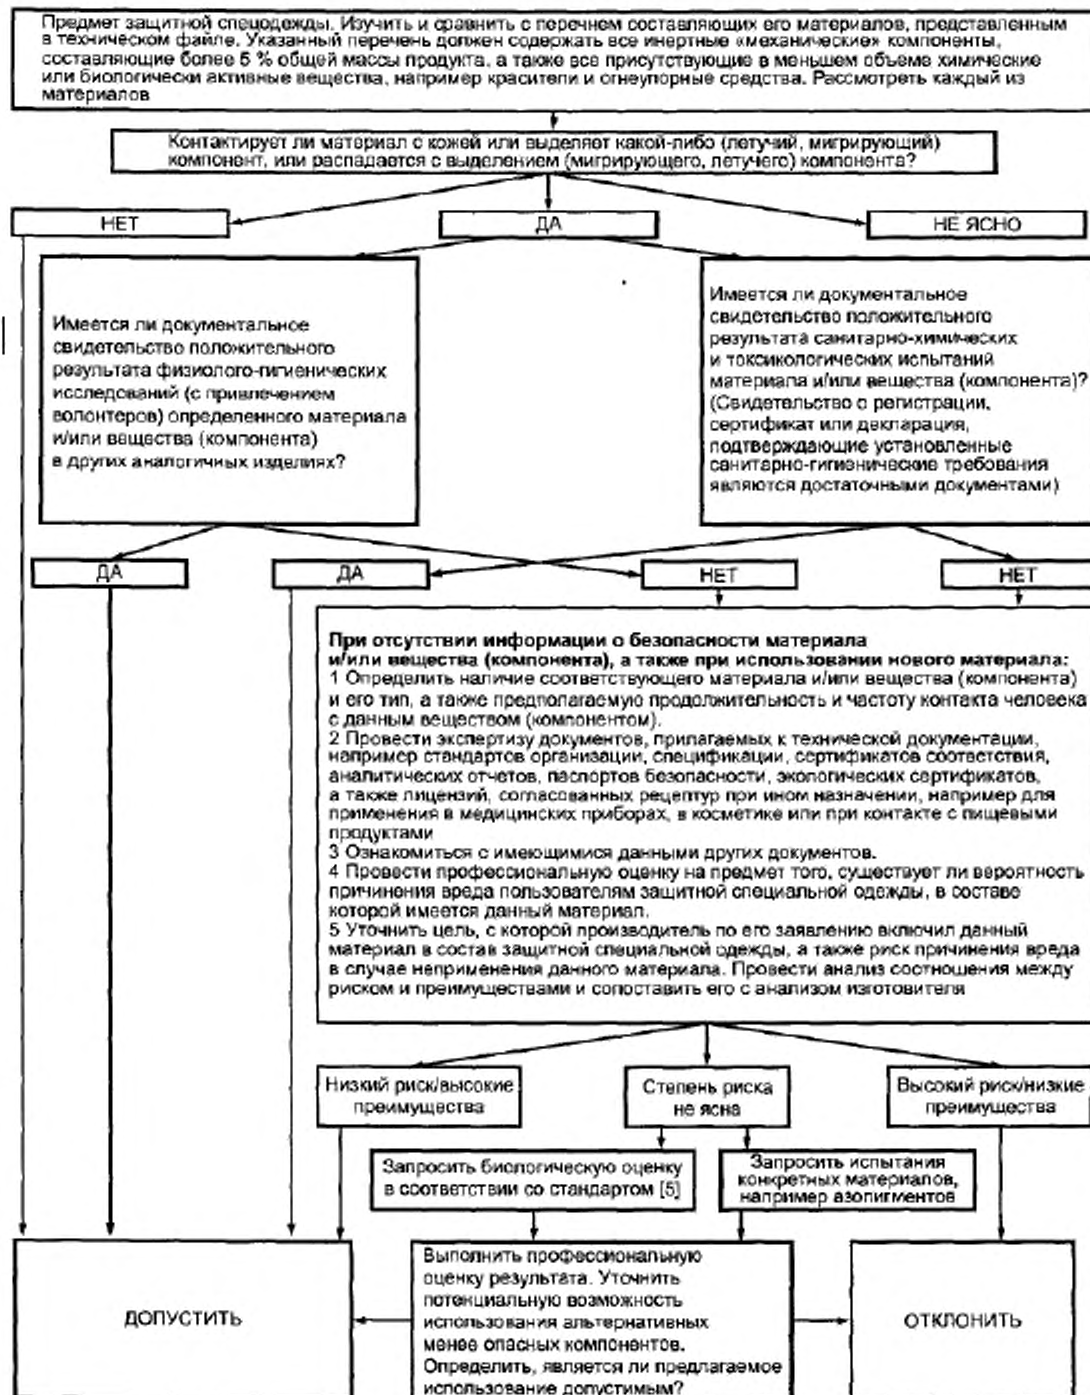 Предмет защитной спецодежды. Изучить и сравнить с перечнем составляющих его материалов, представленным
в техническом файле. Указанный перечень должен содержать все инертные «механические» компоненты,
составляющие более 5 % общей массы продукта, а также все присутствующие в меньшем объеме химические
или биологически активные вещества, например красители и огнеупорные средства. Рассмотреть каждый из
материалов
Контактирует ли материал с кожей или выделяет какой-либо (летучий, мигрирующий)
компонент, или распадается с выделением (мигрирующего, летучего) компонента?
НЕТ
ДА
НЕ ЯСНО
Имеется ли документальное
свидетельство положительного
результата физиолого-гигиенических
исследований (с привлечением
волонтеров) определенного материала
и/или вещества (компонента)
в других аналогичных изделиях?
Имеется ли документальное
свидетельство положительного
результата санитарно-химических
и токсикологических испытаний
материала и/или вещества (компонента)?
(Свидетельство о регистрации,
сертификат или декларация,
подтверждающие установленные
санитарно-гигиенические требования
являются достаточными документами)
ДА
ДА
НЕТ
НЕТ
При отсутствии информации о безопасности материала
и/или вещества (компонента), а также при использовании нового материала:
1 Определить наличие соответствующего материала и/или вещества (компонента)
и его тип, а также предполагаемую продолжительность и частоту контакта человека
с данным веществом (компонентом).
2 Провести экспертизу документов, прилагаемых к технической документации,
например стандартов организации, спецификации, сертификатов соответствия,
аналитических отчетов, паспортов безопасности, экологических сертификатов,
а также лицензий, согласованных рецептур при ином назначении, например для
применения в медицинских приборах, в косметике или при контакте с пищевыми
продуктами
3 Ознакомиться с имеющимися данными других документов.
4 Провести профессиональную оценку на предмет того, существует ли вероятность
причинения вреда пользователям защитной специальной одежды, в составе
которой имеется данный материал.
5 Уточнить цель, с которой производитель по его заявлению включил данный
материал в состав защитной специальной одежды, а также риск причинения вреда
в случае неприменения данного материала. Провести анализ соотношения между
риском и преимуществами и сопоставить его с анализом изготовителя
Низкий риск/высокие
преимущества
Степень риска
не ясна
Высокий риск/низкие
преимущества
Запросить биологическую оценку
в соответствии со стандартом [5]
Запросить испытания
конкретных материалов,
например азопигментов
ДОПУСТИТЬ
Выполнить профессиональную
оценку результата. Уточнить
потенциальную возможность
использования альтернативных
менее опасных компонентов.
Определить, является ли предлагаемое
использование допустимым?
ОТКЛОНИТЬ